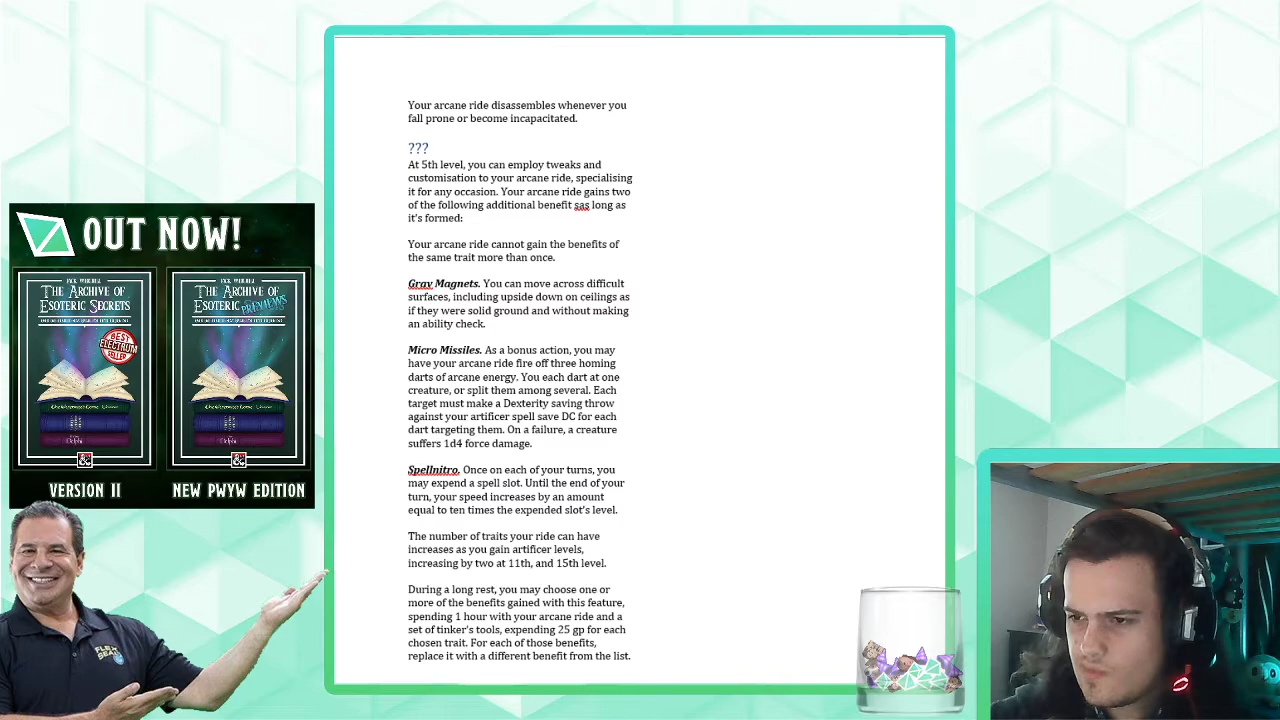 Your arcane ride disassembles whenever you
fall prone or become incapacitated.
???
At 5th level, you can employ tweaks and
customisation to your arcane ride, specialising
it for any occasion. Your arcane ride gains two
of the following additional benefit sas long as
it's formed:
Your arcane ride cannot gain the benefits of
the same trait more than once.
Grav Magnets. You can move across difficult
surfaces, including upside down on ceilings as
if they were solid ground and without making
an ability check.
Micro Missiles. As a bonus action, you may
have your arcane ride fire off three homing
darts of arcane energy. You each dart at one
creature, or split them among several. Each
target must make a Dexterity saving throw
against your artificer spell save DC for each
dart targeting them. On a failure, a creature
suffers 1d4 force damage.
Spellnitro. Once on each of your turns, you
may expend a spell slot. Until the end of your
turn, your speed increases by an amount
equal to ten times the expended slot's level.
The number of traits your ride can have
increases as you gain artificer levels,
increasing by two at 11th, and 15th level.
During a long rest, you may choose one or
more of the benefits gained with this feature,
spending 1 hour with your arcane ride and a
set of tinker's tools, expending 25 gp for each
chosen trait. For each of those benefits,
replace it with a different benefit from the list.
OUT NOW!
The Archive of
Esoteric Secrets
BEST
ELECTRUM
SELLER
The Archive of
Esoteric PREVIEWS
VERSION II
NEW PWYW EDITION
FLEX
SEAL